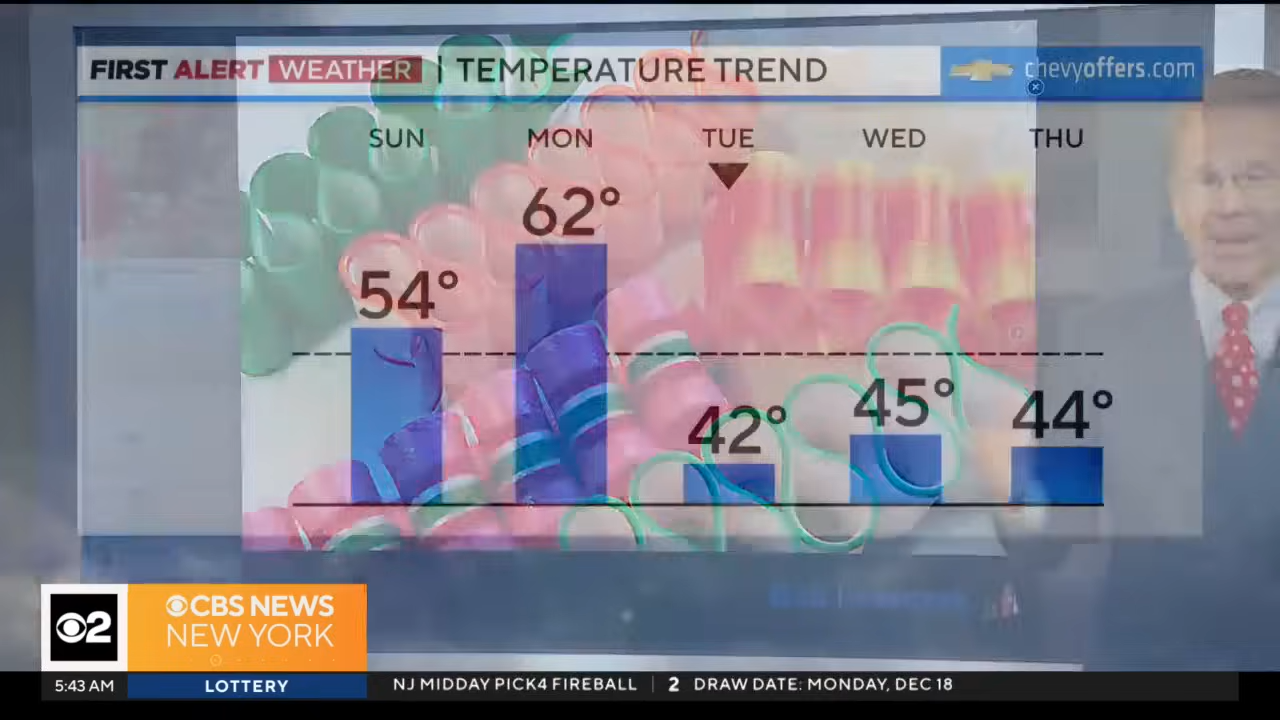 FIRST ALERT WEATHER | TEMPERATURE TREND
chevyoffers.com
SUN MON TUE WED THU
54° 62° 42° 45° 44°
2 CBS NEWS
NEW YORK
5:43 AM LOTTERY NJ MIDDAY PICK4 FIREBALL | 2 DRAW DATE: MONDAY, DEC 18